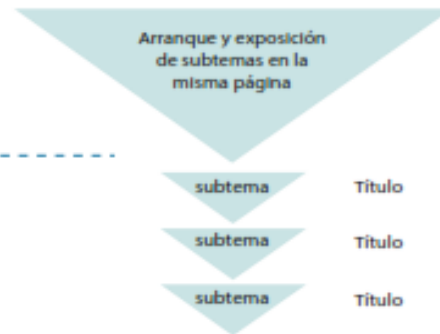 Arranque y exposición
de subtemas en la
misma página
subtema Título
subtema Título
subtema Título